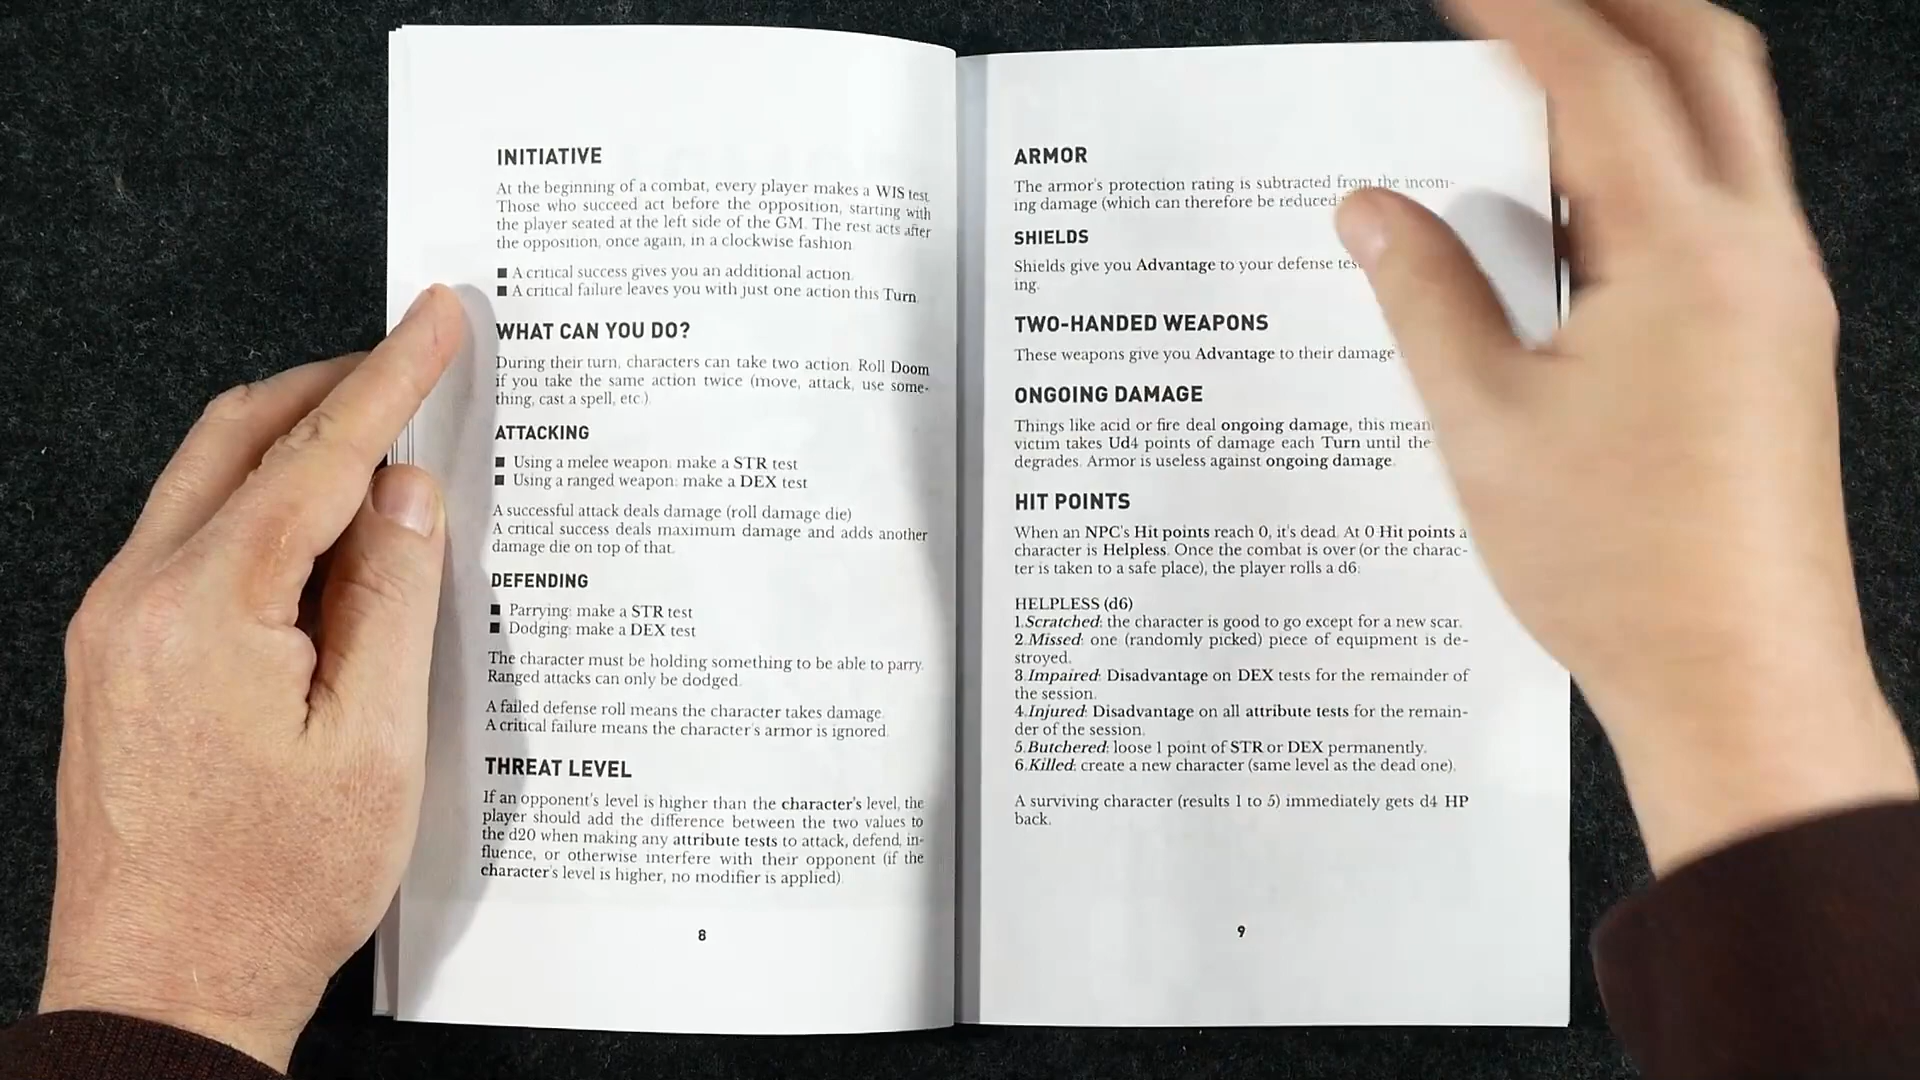 INITIATIVE
At the beginning of a combat, every player makes a WIS test.
Those who succeed act before the opposition, starting with
the player seated at the left side of the GM. The rest acts after
the opposition, once again, in a clockwise fashion.
■ A critical success gives you an additional action.
■ A critical failure leaves you with just one action this Turn.
WHAT CAN YOU DO?
During their turn, characters can take two action. Roll Doom
if you take the same action twice (move, attack, use some-
thing, cast a spell, etc.).
ATTACKING
■ Using a melee weapon: make a STR test
■ Using a ranged weapon: make a DEX test
A successful attack deals damage (roll damage die)
A critical success deals maximum damage and adds another
damage die on top of that.
DEFENDING
■ Parrying: make a STR test
■ Dodging: make a DEX test
The character must be holding something to be able to parry.
Ranged attacks can only be dodged.
A failed defense roll means the character takes damage.
A critical failure means the character's armor is ignored.
THREAT LEVEL
If an opponent's level is higher than the character's level, the
player should add the difference between the two values to
the d20 when making any attribute tests to attack, defend, in-
fluence, or otherwise interfere with their opponent (if the
character's level is higher, no modifier is applied).
8
ARMOR
The armor's protection rating is subtracted from the incom-
ing damage (which can therefore be reduced
SHIELDS
Shields give you Advantage to your defense
ing.
TWO-HANDED WEAPONS
These weapons give you Advantage to their damage
ONGOING DAMAGE
Things like acid or fire deal ongoing damage, this
victim takes Ud4 points of damage each Turn until the
degrades. Armor is useless against ongoing damage.
HIT POINTS
When an NPC's Hit points reach 0, it's dead. At 0 Hit points a
character is Helpless. Once the combat is over (or the charac-
ter is taken to a safe place), the player rolls a d6:
HELPLESS (d6)
1.Scratched: the character is good to go except for a new scar.
2.Missed: one (randomly picked) piece of equipment is de-
stroyed.
3.Impaired: Disadvantage on DEX tests for the remainder of
the session.
4.Injured: Disadvantage on all attribute tests for the remain-
der of the session.
5.Butchered: loose 1 point of STR or DEX permanently.
6.Killed: create a new character (same level as the dead one).
A surviving character (results 1 to 5) immediately gets d4 HP
back.
9